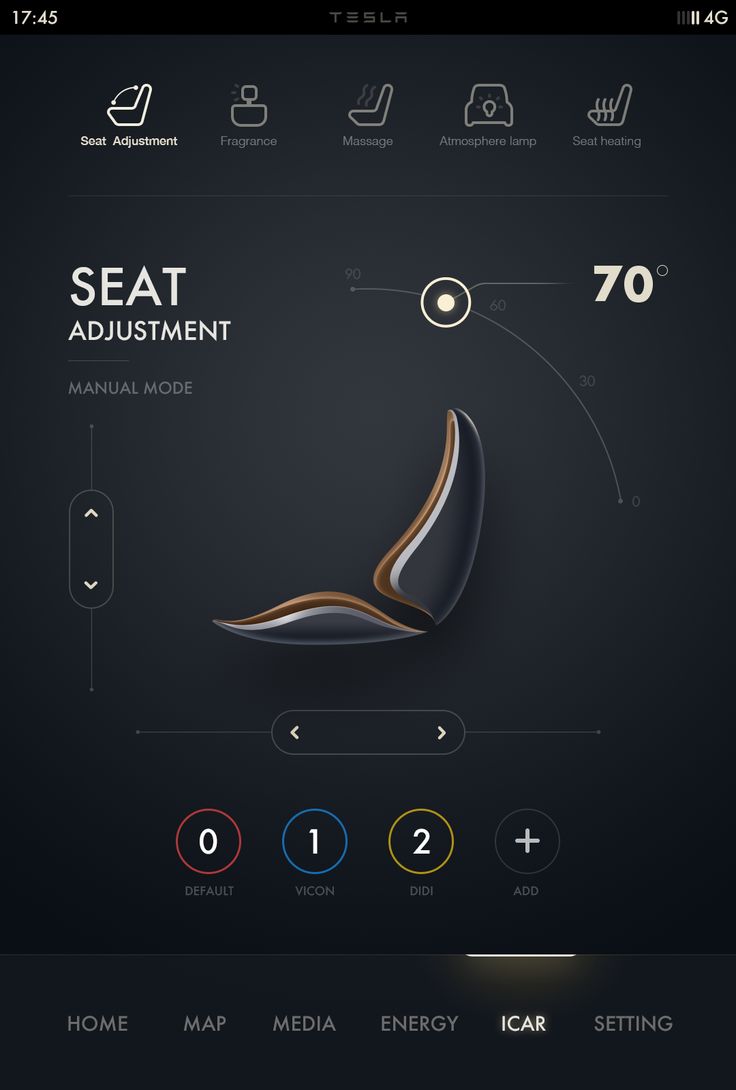 17:45
TESLA
4G
Seat Adjustment
Fragrance
Massage
Atmosphere lamp
Seat heating
SEAT
ADJUSTMENT
MANUAL MODE
90
60
70°
30
0
0
1
2
+
DEFAULT
VICON
DIDI
ADD
HOME
MAP
MEDIA
ENERGY
ICAR
SETTING